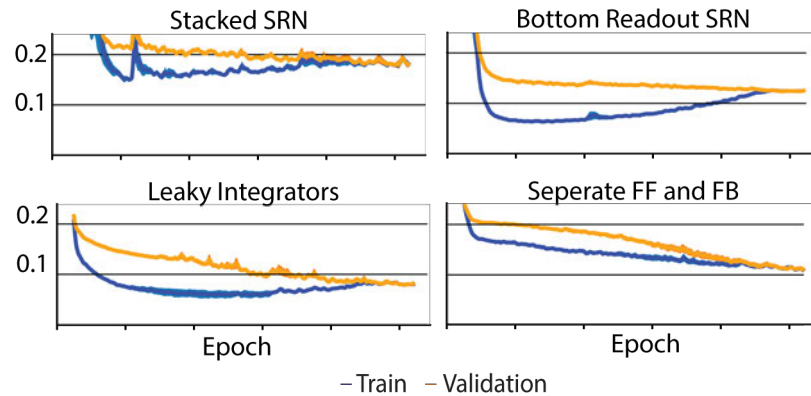 Stacked SRN
Bottom Readout SRN
0.2
0.1
Leaky Integrators
Seperate FF and FB
0.2
0.1
Epoch
Epoch
Train
Validation